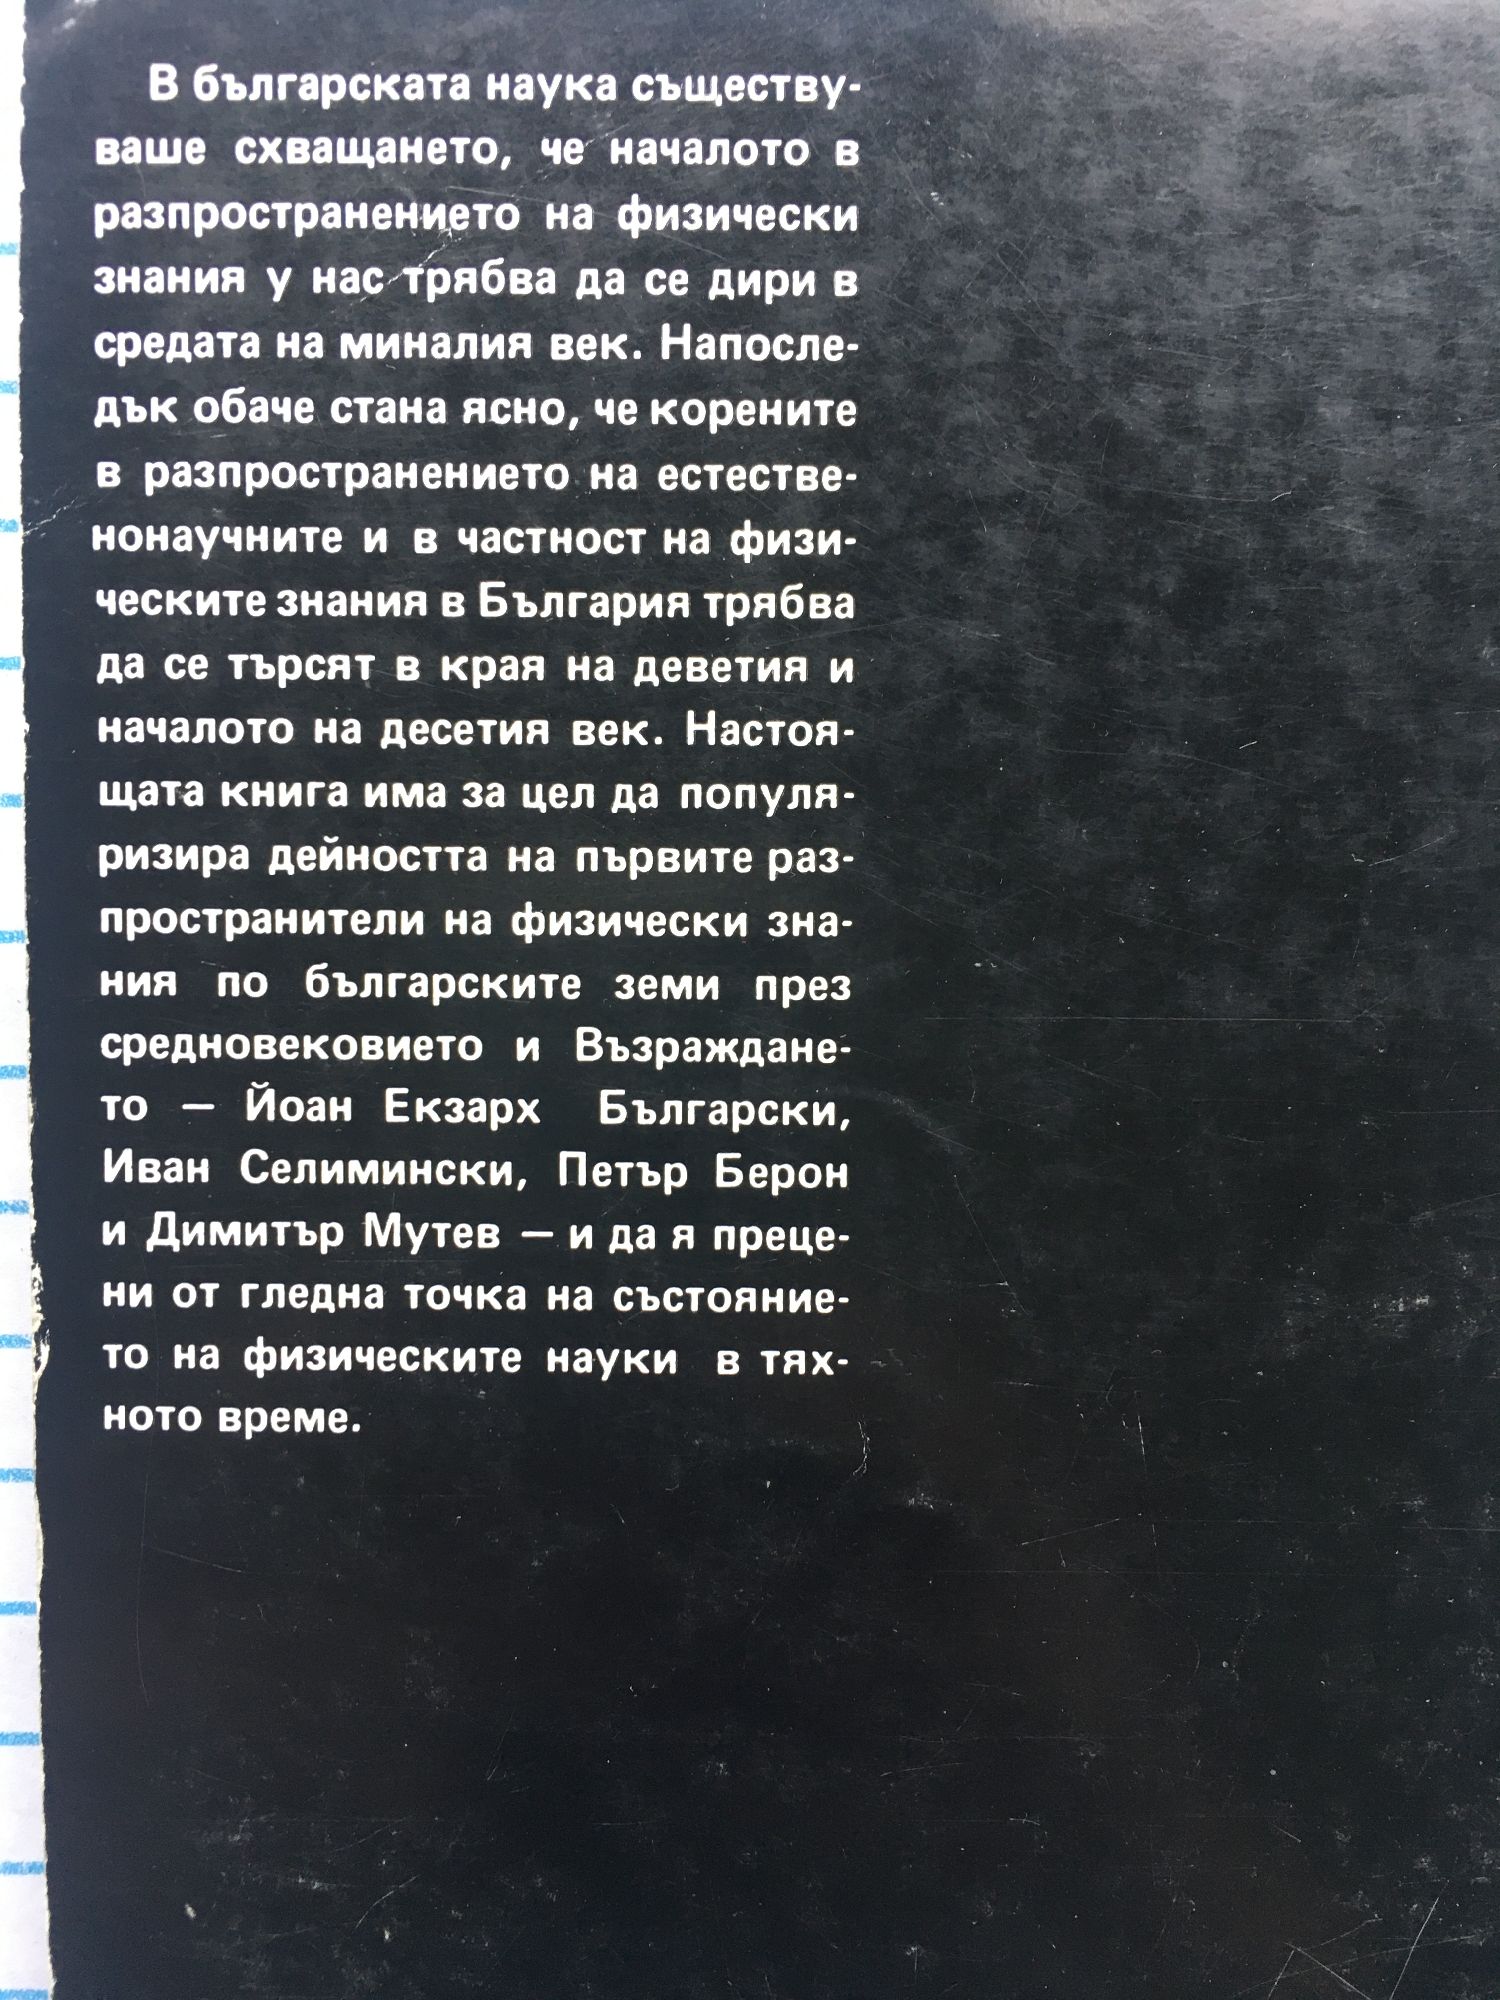 В българската наука съществу-
ваше схващането, че началото в
разпространението на физически
знания у нас трябва да се дири в
средата на миналия век. Напосле-
дък обаче стана ясно, че корените
в разпространението на естестве-
нонаучните и в частност на физи-
ческите знания в България трябва
да се търсят в края на деветия и
началото на десетия век. Настоя-
щата книга има за цел да популя-
ризира дейността на първите раз-
пространители на физически зна-
ния по българските земи през
средновековието и Възраждане-
то — Йоан Екзарх Български,
Иван Селимински, Петър Берон
и Димитър Мутев — и да я преце-
ни от гледна точка на състояние-
то на физическите науки в тях-
ното време.